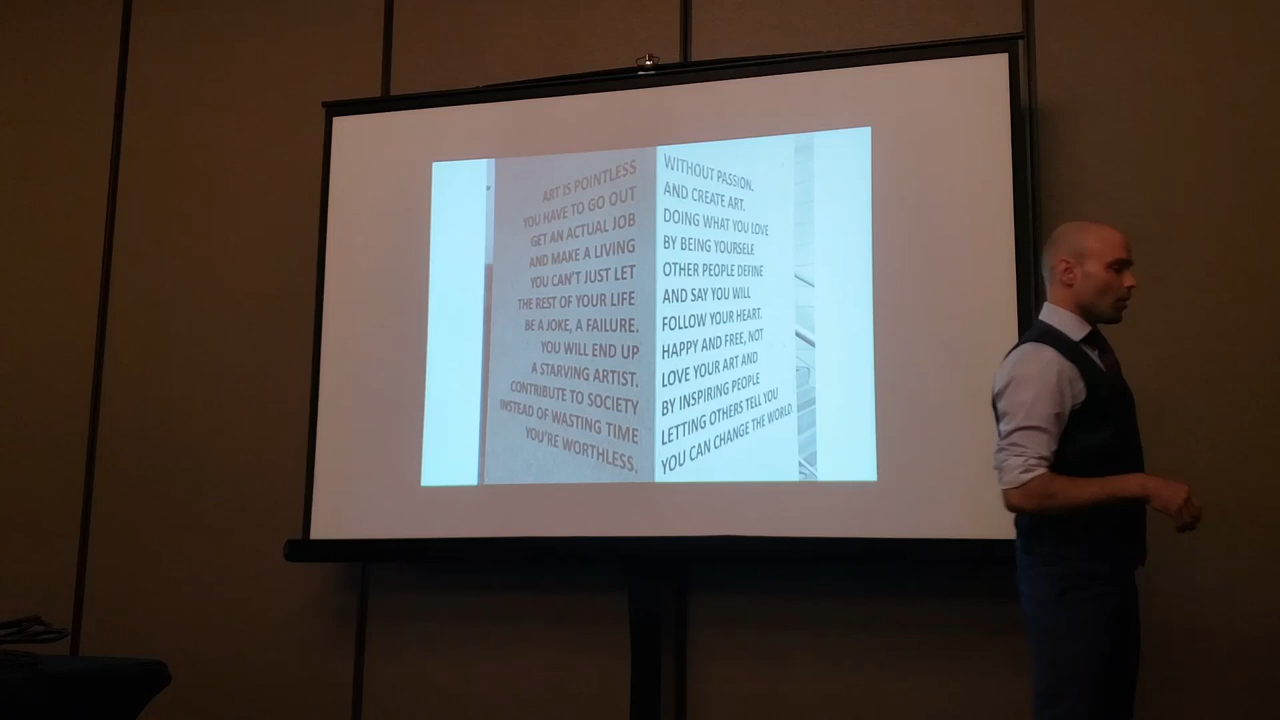 ART IS POINTLESS WITHOUT PASSION.
YOU HAVE TO GO OUT AND CREATE ART.
GET AN ACTUAL JOB DOING WHAT YOU LOVE
AND MAKE A LIVING BY BEING YOURSELF.
YOU CAN'T JUST LET OTHER PEOPLE DEFINE
THE REST OF YOUR LIFE AND SAY YOU WILL
BE A JOKE, A FAILURE. FOLLOW YOUR HEART.
YOU WILL END UP HAPPY AND FREE, NOT
A STARVING ARTIST. LOVE YOUR ART AND
CONTRIBUTE TO SOCIETY BY INSPIRING PEOPLE
INSTEAD OF WASTING TIME LETTING OTHERS TELL YOU
YOU'RE WORTHLESS. YOU CAN CHANGE THE WORLD.